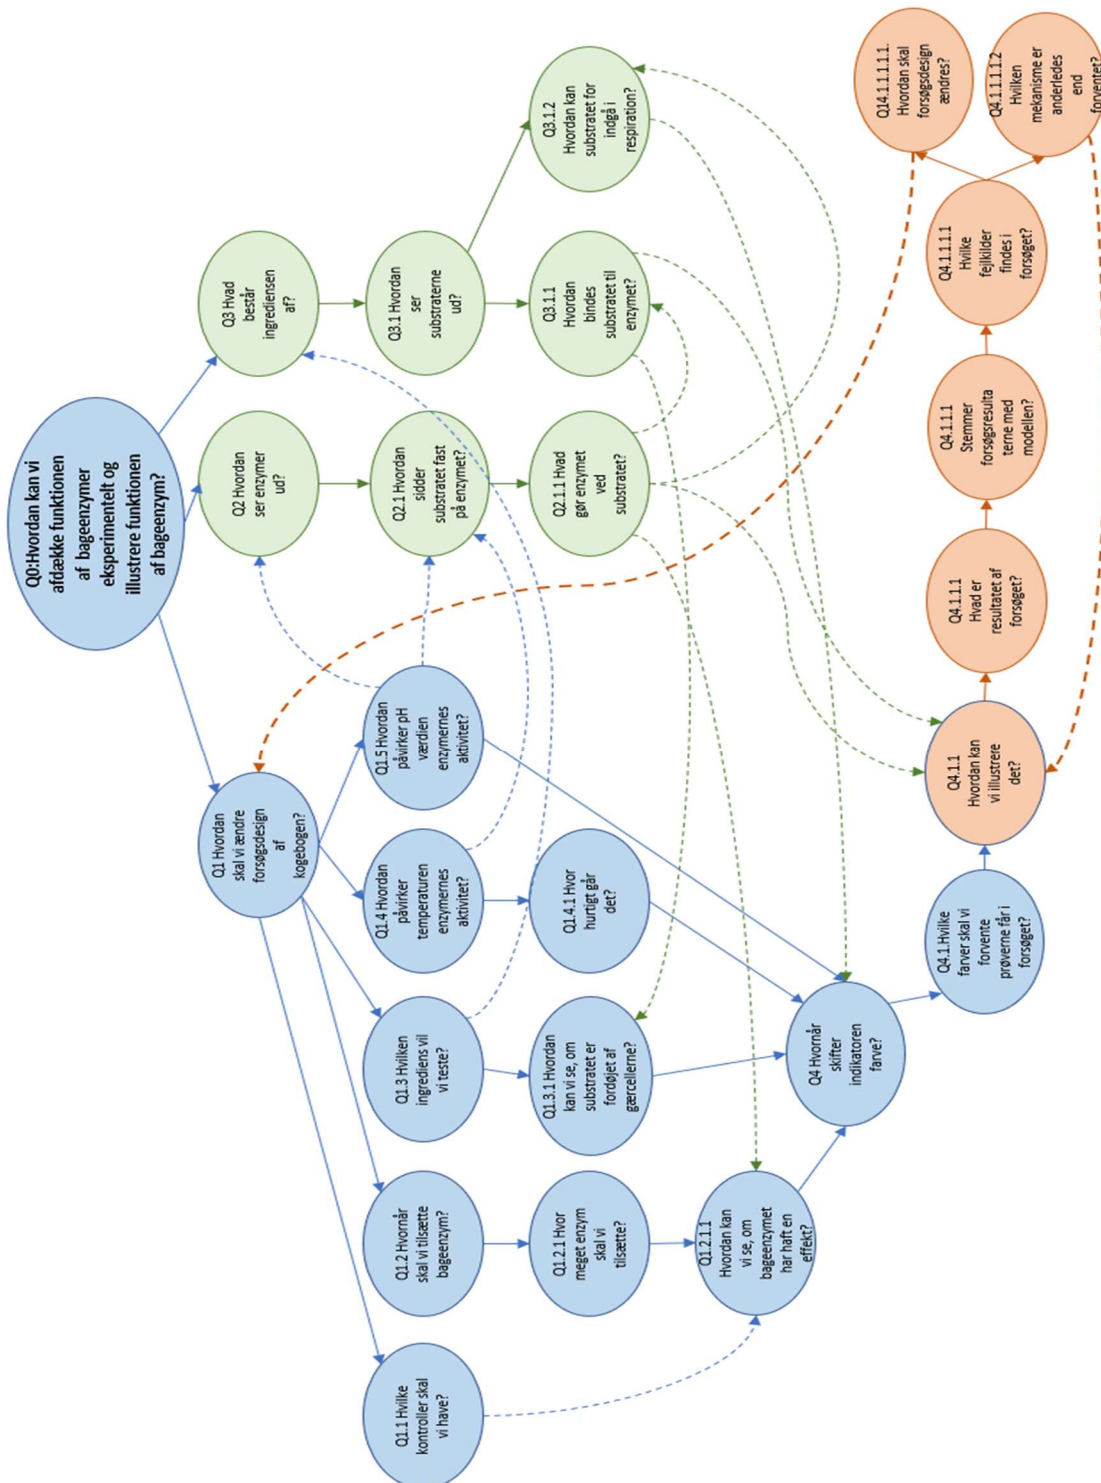 Q0:Hvordan kan vi
afdække funktionen
af bageenzymer
eksperimentelt og
illustrere funktionen
af bageenzym?
Q1 Hvordan
skal vi ændre
forsøgsdesign
af
kogebogen?
Q2 Hvordan
ser enzymer
ud?
Q3 Hvad
består
ingrediensen
af?
Q1.1 Hvilke
kontroller skal
vi have?
Q1.2 Hvornår
skal vi tilsætte
bageenzym?
Q1.3 Hvilken
ingrediens vil
vi teste?
Q1.4 Hvordan
påvirker
temperaturen
enzymernes
aktivitet?
Q1.5 Hvordan
påvirker pH
værdien
enzymernes
aktivitet?
Q2.1 Hvordan
sidder
substratet fast
på enzymet?
Q3.1 Hvordan
ser
substraterne
ud?
Q1.2.1 Hvor
meget enzym
skal vi
tilsætte?
Q1.3.1 Hvordan
kan vi se, om
substratet er
fordøjet af
gærcellerne?
Q1.4.1 Hvor
hurtigt går
det?
Q2.1.1 Hvad
gør enzymet
ved
substratet?
Q3.1.1
Hvordan
bindes
substratet til
enzymet?
Q3.1.2
Hvordan kan
substratet for
indgå i
respiration?
Q1.2.1.1
Hvordan kan
vi se, om
bageenzymet
har haft en
effekt?
Q4 Hvornår
skifter
indikatoren
farve?
Q4.1.Hvilke
farver skal vi
forvente
prøverne får i
forsøget?
Q4.1.1
Hvordan kan
vi illustrere
det?
Q4.1.1.1
Hvad er
resultatet af
forsøget?
Q4.1.1.1
Stemmer
forsøgsresulta
terne med
modellen?
Q4.1.1.1.1
Hvilke
fejlkilder
findes i
forsøget?
Q14.1.1.1.1.1.
Hvordan skal
forsøgsdesign
ændres?
Q4.1.1.1.1.2
Hvilken
mekanisme er
anderledes
end
forventet?